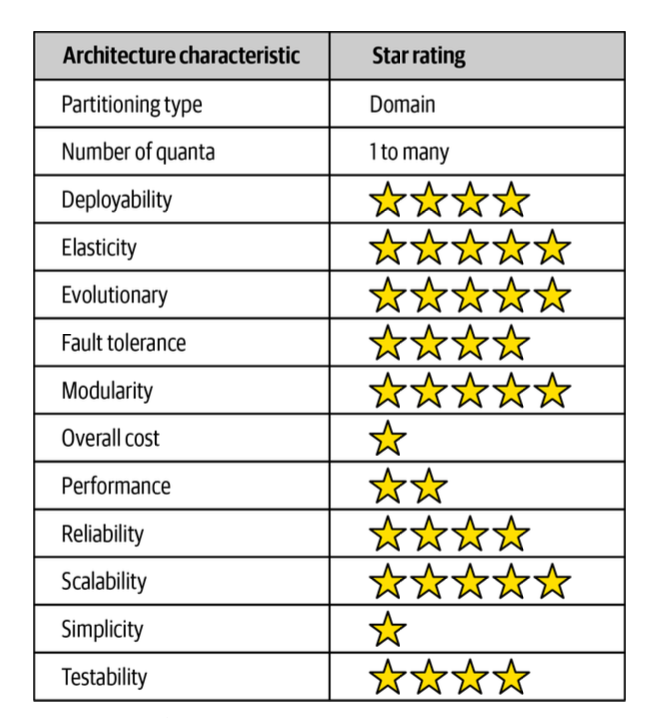 Architecture characteristic Star rating
Partitioning type Domain
Number of quanta 1 to many
Deployability
Elasticity
Evolutionary
Fault tolerance
Modularity
Overall cost
Performance
Reliability
Scalability
Simplicity
Testability